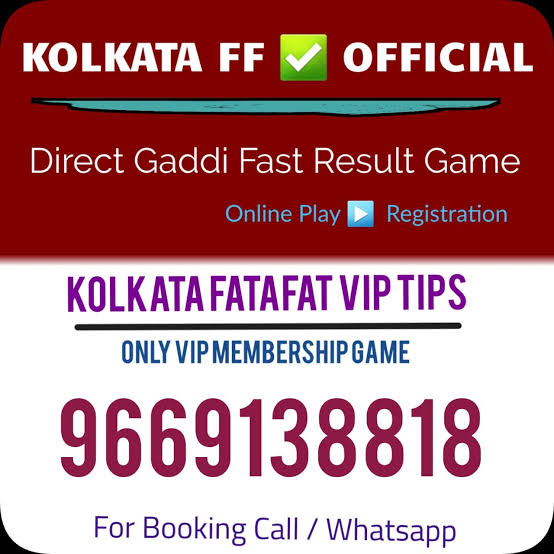 KOLKATA FF ✅ OFFICIAL
Direct Gaddi Fast Result Game
Online Play ▶️ Registration
KOLKATA FATAFAT VIP TIPS
ONLY VIP MEMBERSHIP GAME
9669138818
For Booking Call / Whatsapp